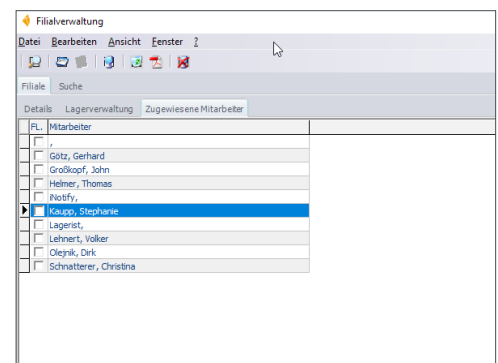 Filialverwaltung
Datei Bearbeiten Ansicht Fenster ?
Filiale Suche
Details Lagerverwaltung Zugewiesene Mitarbeiter
FL. Mitarbeiter
,
Götz, Gerhard
Großkopf, John
Helmer, Thomas
iNotify,
Kaupp, Stephanie
Lagerist,
Lehnert, Volker
Olejnik, Dirk
Schnatterer, Christina